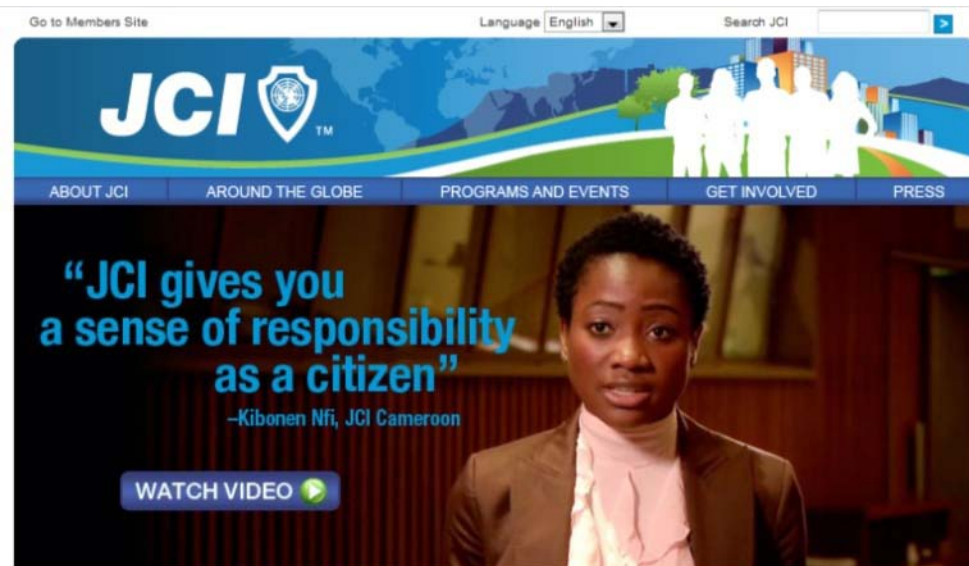 Go to Members Site Language English Search JCI >
JCI TM
ABOUT JCI AROUND THE GLOBE PROGRAMS AND EVENTS GET INVOLVED PRESS
“JCI gives you
a sense of responsibility
as a citizen”
–Kibonen Nfi, JCI Cameroon
WATCH VIDEO